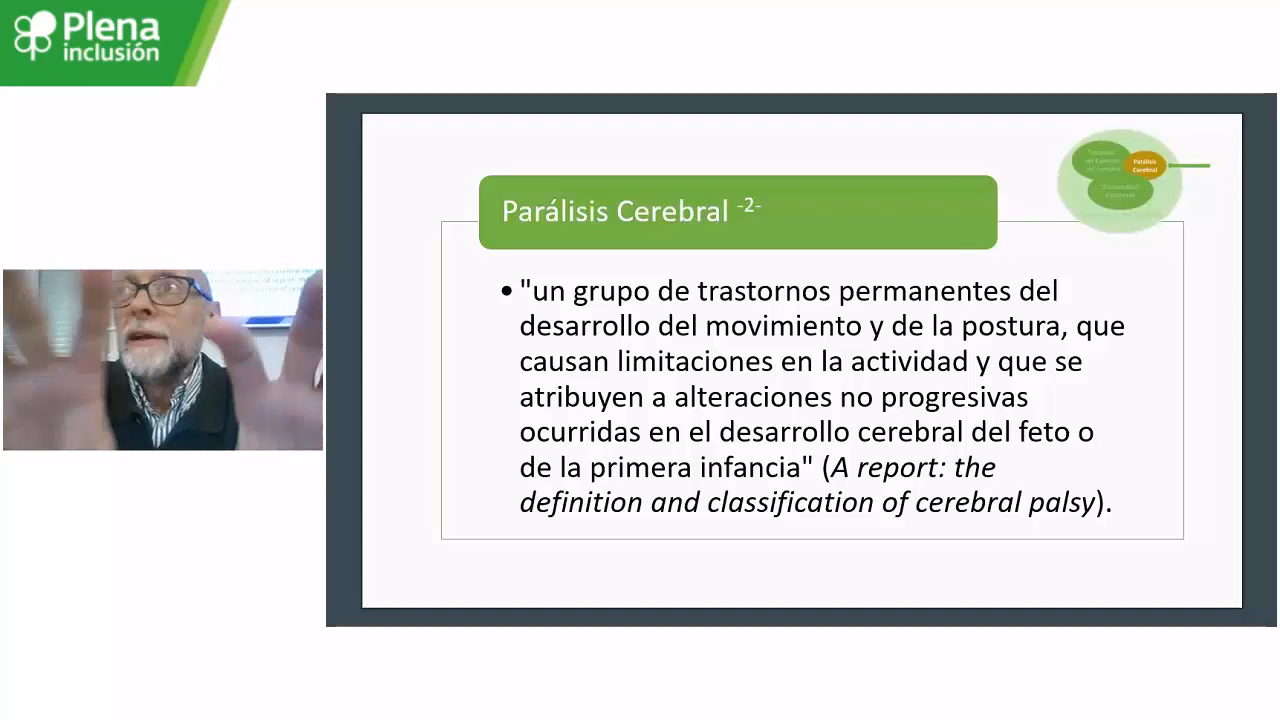 Plena
inclusión
Parálisis
Cerebral
Parálisis Cerebral -2-
•"un grupo de trastornos permanentes del
desarrollo del movimiento y de la postura, que
causan limitaciones en la actividad y que se
atribuyen a alteraciones no progresivas
ocurridas en el desarrollo cerebral del feto o
de la primera infancia" (A report: the
definition and classification of cerebral palsy).